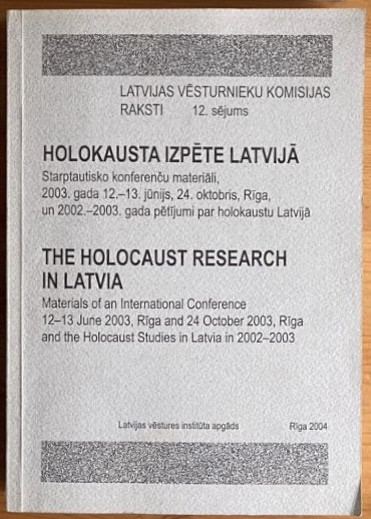 LATVIJAS VĒSTURNIEKU KOMISIJAS
RAKSTI 12. sējums
HOLOKAUSTA IZPĒTE LATVIJĀ
Starptautisko konferenču materiāli,
2003. gada 12.–13. jūnijs, 24. oktobris, Rīga,
un 2002.–2003. gada pētījumi par holokaustu Latvijā
THE HOLOCAUST RESEARCH
IN LATVIA
Materials of an International Conference
12–13 June 2003, Rīga and 24 October 2003, Rīga
and the Holocaust Studies in Latvia in 2002–2003
Latvijas vēstures institūta apgāds Rīga 2004